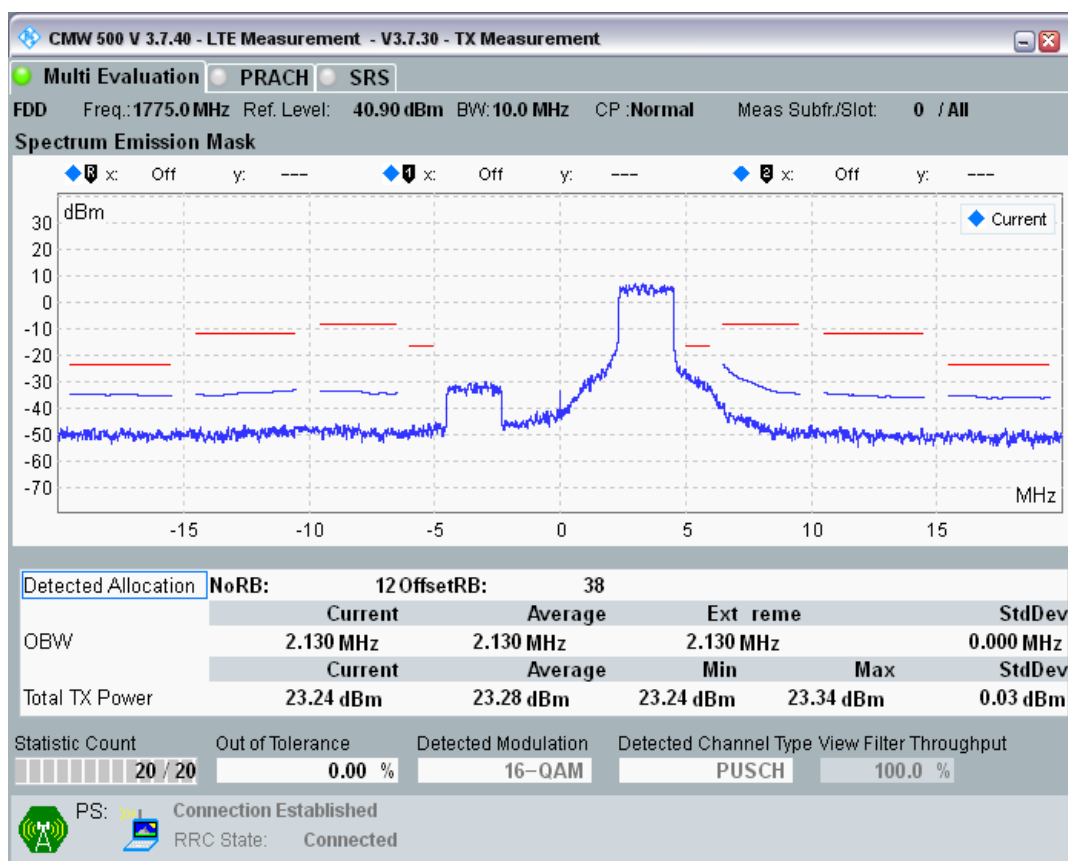 CMW 500 V 3.7.40 - LTE Measurement - V3.7.30 - TX Measurement
Multi Evaluation PRACH SRS
FDD Freq.: 1775.0 MHz Ref. Level: 40.90 dBm BW: 10.0 MHz CP :Normal Meas Subfr./Slot: 0 / All
Spectrum Emission Mask
R x: Off y: --- 1 x: Off y: --- 2 x: Off y: ---
dBm
Current
30
20
10
0
-10
-20
-30
-40
-50
-60
-70
MHz
-15 -10 -5 0 5 10 15
Detected Allocation NoRB: 12 OffsetRB: 38
Current Average Ext reme StdDev
OBW 2.130 MHz 2.130 MHz 2.130 MHz 0.000 MHz
Current Average Min Max StdDev
Total TX Power 23.24 dBm 23.28 dBm 23.24 dBm 23.34 dBm 0.03 dBm
Statistic Count Out of Tolerance Detected Modulation Detected Channel Type View Filter Throughput
20 / 20 0.00 % 16-QAM PUSCH 100.0 %
PS: Connection Established
RRC State: Connected